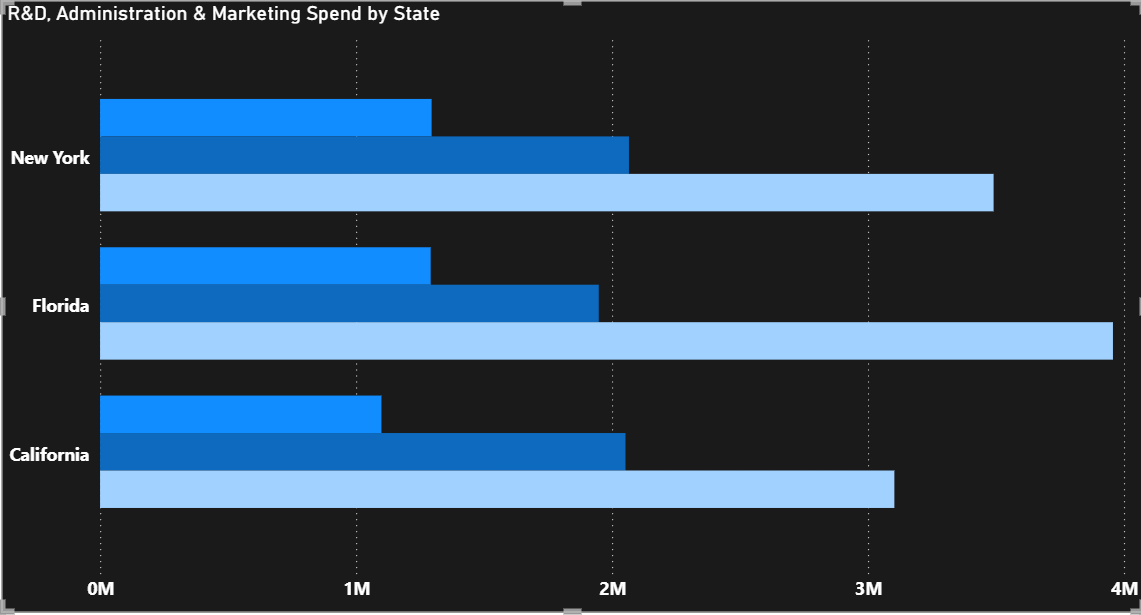 R&D, Administration & Marketing Spend by State
New York
Florida
California
0M 1M 2M 3M 4M